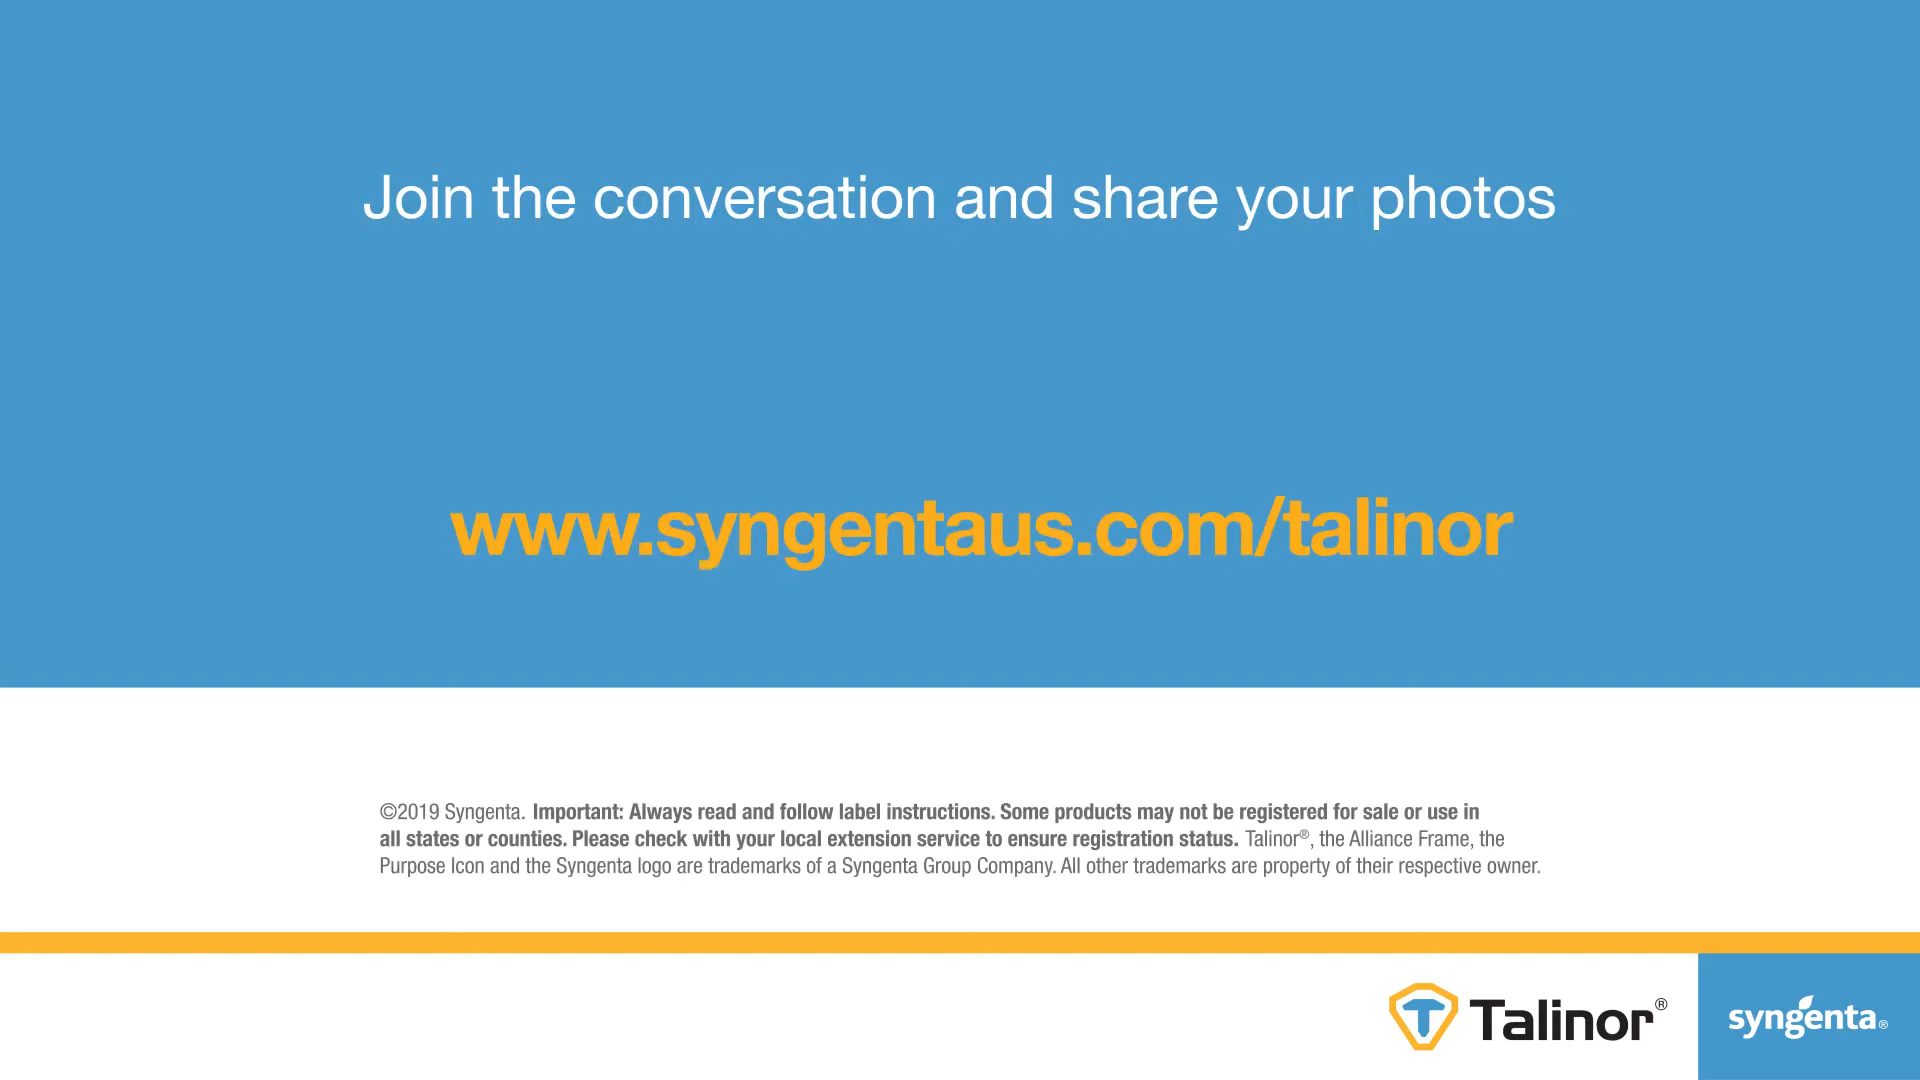 Join the conversation and share your photos
www.syngentaus.com/talinor
©2019 Syngenta. Important: Always read and follow label instructions. Some products may not be registered for sale or use in
all states or counties. Please check with your local extension service to ensure registration status. Talinor®, the Alliance Frame, the
Purpose Icon and the Syngenta logo are trademarks of a Syngenta Group Company. All other trademarks are property of their respective owner.
Talinor®
syngenta®